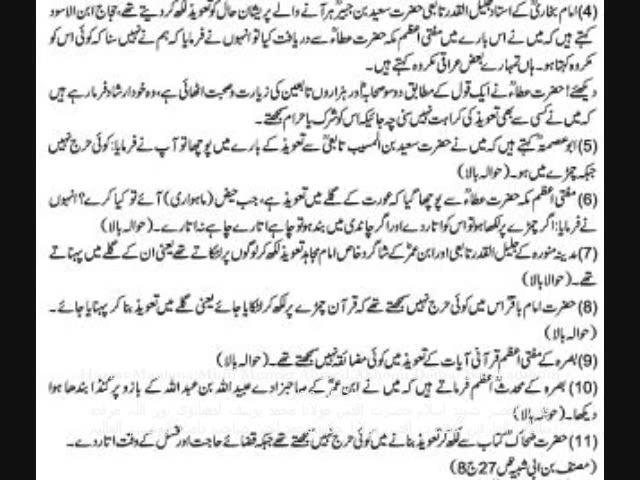 (4) امام بخاریؒ کے استاد جلیل القدر تابعی حضرت سعید بن جبیرؒ ہر آنے والے پریشان حال کو تعویذ لکھ کر دیتے تھے، حجاج ابن الاسود
کہتے ہیں کہ میں نے اس بارے میں مفتی اعظم مکہ حضرت عطاءؒ سے دریافت کیا تو انہوں نے فرمایا کہ ہم نے نہیں سنا کہ کوئی اس کو
مکروہ کہتا ہو۔ ہاں تمہارے بعض عراقی مکروہ کہتے ہیں۔
دیکھئے! حضرت عطاءؒ نے ایک قول کے مطابق دو سو صحابہؓ اور ہزاروں تابعین کی زیارت و صحبت اٹھائی ہے، وہ خود ارشاد فرما رہے ہیں
کہ میں نے کسی سے بھی تعویذ کی کراہت نہیں سنی چہ جائیکہ اس کو شرک یا حرام سمجھتے۔
(5) ابو عصمۃؒ کہتے ہیں کہ میں نے حضرت سعید بن المسیب تابعیؒ سے تعویذ کے بارے میں پوچھا تو آپ نے فرمایا: کوئی حرج نہیں
جبکہ چمڑے میں ہو۔ (حوالہ بالا)
(6) مفتی اعظم مکہ حضرت عطاءؒ سے پوچھا گیا کہ عورت کے گلے میں تعویذ ہے، جب حیض (ماہواری) آئے تو کیا کرے؟ انہوں
نے فرمایا: اگر چمڑے پر لکھا ہو تو اس کو اتار دے اور اگر چاندی میں بند ہو تو چاہے اتارے چاہے نہ اتارے۔ (حوالہ بالا)
(7) مدینہ منورہ کے جلیل القدر تابعی اور ابن عمرؓ کے شاگرد خاص امام مجاہد تعویذ لکھ کر لوگوں پر لٹکاتے تھے یعنی ان کے گلے میں پہناتے
تھے۔ (حوالا بالا)
(8) حضرت امام باقرؒ اس میں کوئی حرج نہیں سمجھتے تھے کہ قرآن چمڑے پر لکھ کر لٹکایا جائے یعنی گلے میں تعویذ بنا کر پہنایا جائے۔
(حوالہ بالا)
(9) بصرہ کے مفتی اعظم قرآنی آیات کے تعویذ میں کوئی مضائقہ نہیں سمجھتے تھے۔ (حوالہ بالا)
(10) بصرہ کے محدث اعظم فرماتے ہیں کہ میں نے ابن عمرؓ کے صاحبزادے عبید اللہ بن عبد اللہ کے بازو پر گنڈا بندھا ہوا
دیکھا۔ (حوالہ بالا)
(11) حضرت ضحاکؒ کتاب سے لکھ کر تعویذ بنانے میں کوئی حرج نہیں سمجھتے تھے جبکہ قضائے حاجت اور غسل کے وقت اتار دے۔
(مصنف بن ابی شیبہ ص 27 ج 8)